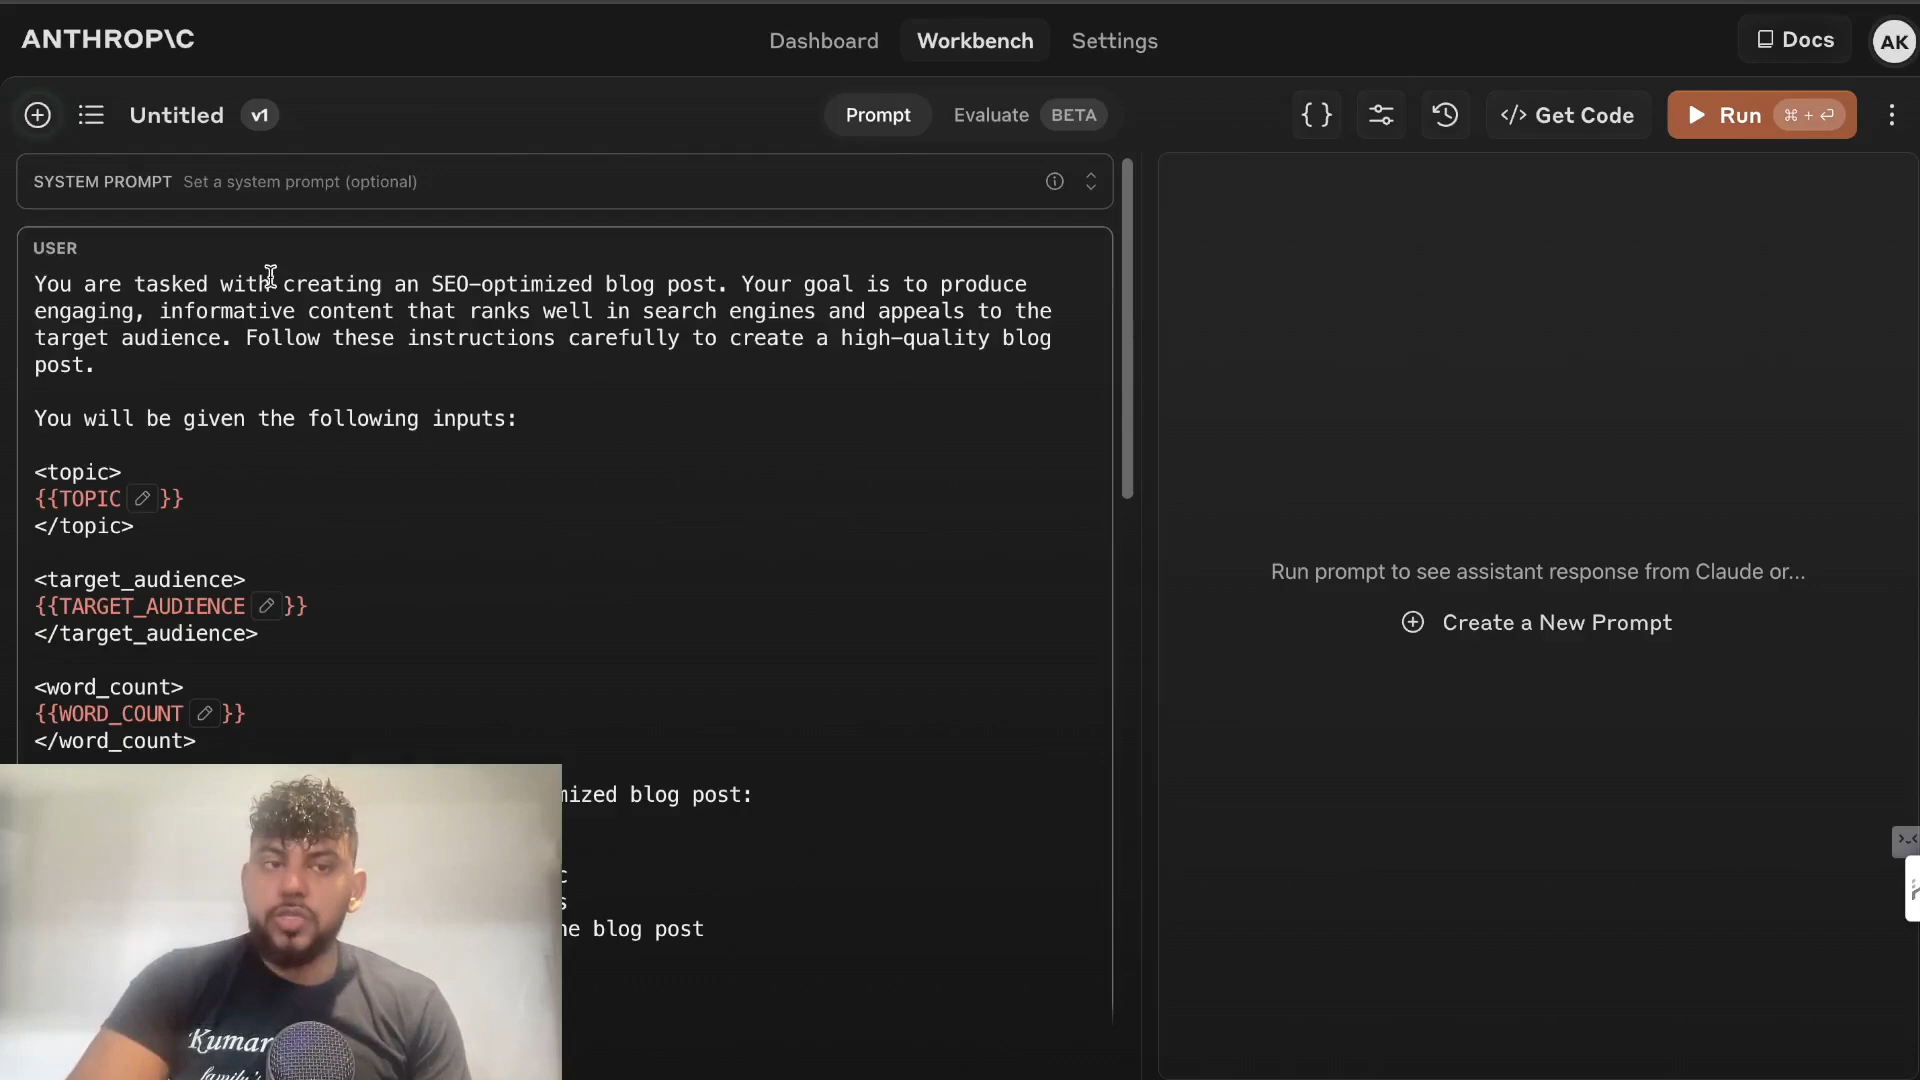 ANTHROP\C
Dashboard
Workbench
Settings
Docs
AK
Untitled
v1
Prompt
Evaluate
BETA
{ }
</> Get Code
Run
⌘ + ⏎
SYSTEM PROMPT Set a system prompt (optional)
USER
You are tasked with creating an SEO-optimized blog post. Your goal is to produce
engaging, informative content that ranks well in search engines and appeals to the
target audience. Follow these instructions carefully to create a high-quality blog
post.
You will be given the following inputs:
<topic>
{{TOPIC}}
</topic>
<target_audience>
{{TARGET_AUDIENCE}}
</target_audience>
<word_count>
{{WORD_COUNT}}
</word_count>
blog post:
blog post
Run prompt to see assistant response from Claude or...
Create a New Prompt
Kumar
family's